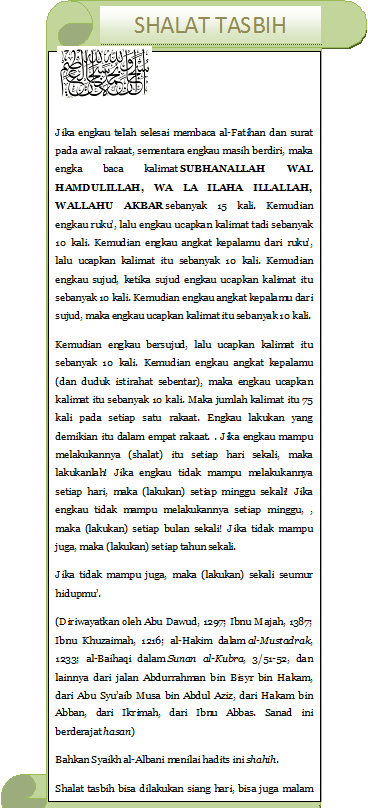 SHALAT TASBIH
Jika engkau telah selesai membaca al-Fatihan dan surat
pada awal rakaat, sementara engkau masih berdiri, maka
engka baca kalimat SUBHANALLAH WAL
HAMDULILLAH, WA LA ILAHA ILLALLAH,
WALLAHU AKBAR sebanyak 15 kali. Kemudian
engkau ruku', lalu engkau ucapkan kalimat tadi sebanyak
10 kali. Kemudian engkau angkat kepalamu dari ruku',
lalu ucapkan kalimat itu sebanyak 10 kali. Kemudian
engkau sujud, ketika sujud engkau ucapkan kalimat itu
sebanyak 10 kali. Kemudian engkau angkat kepalamu dari
sujud, maka engkau ucapkan kalimat itu sebanyak 10 kali.
Kemudian engkau bersujud, lalu ucapkan kalimat itu
sebanyak 10 kali. Kemudian engkau angkat kepalamu
(dan duduk istirahat sebentar), maka engkau ucapkan
kalimat itu sebanyak 10 kali. Maka jumlah kalimat itu 75
kali pada setiap satu rakaat. Engkau lakukan yang
demikian itu dalam empat rakaat. . Jika engkau mampu
melakukannya (shalat) itu setiap hari sekali, maka
lakukanlah! Jika engkau tidak mampu melakukannya
setiap hari, maka (lakukan) setiap minggu sekali! Jika
engkau tidak mampu melakukannya setiap minggu, ,
maka (lakukan) setiap bulan sekali! Jika tidak mampu
juga, maka (lakukan) setiap tahun sekali.
Jika tidak mampu juga, maka (lakukan) sekali seumur
hidupmu'.
(Diriwayatkan oleh Abu Dawud, 1297; Ibnu Majah, 1387;
Ibnu Khuzaimah, 1216; al-Hakim dalam al-Mustadrak,
1233; al-Baihaqi dalam Sunan al-Kubra, 3/51-52, dan
lainnya dari jalan Abdurrahman bin Bisyr bin Hakam,
dari Abu Syu'aib Musa bin Abdul Aziz, dari Hakam bin
Abban, dari Ikrimah, dari Ibnu Abbas. Sanad ini
berderajat hasan)
Bahkan Syaikh al-Albani menilai hadits ini shahih.
Shalat tasbih bisa dilakukan siang hari, bisa juga malam